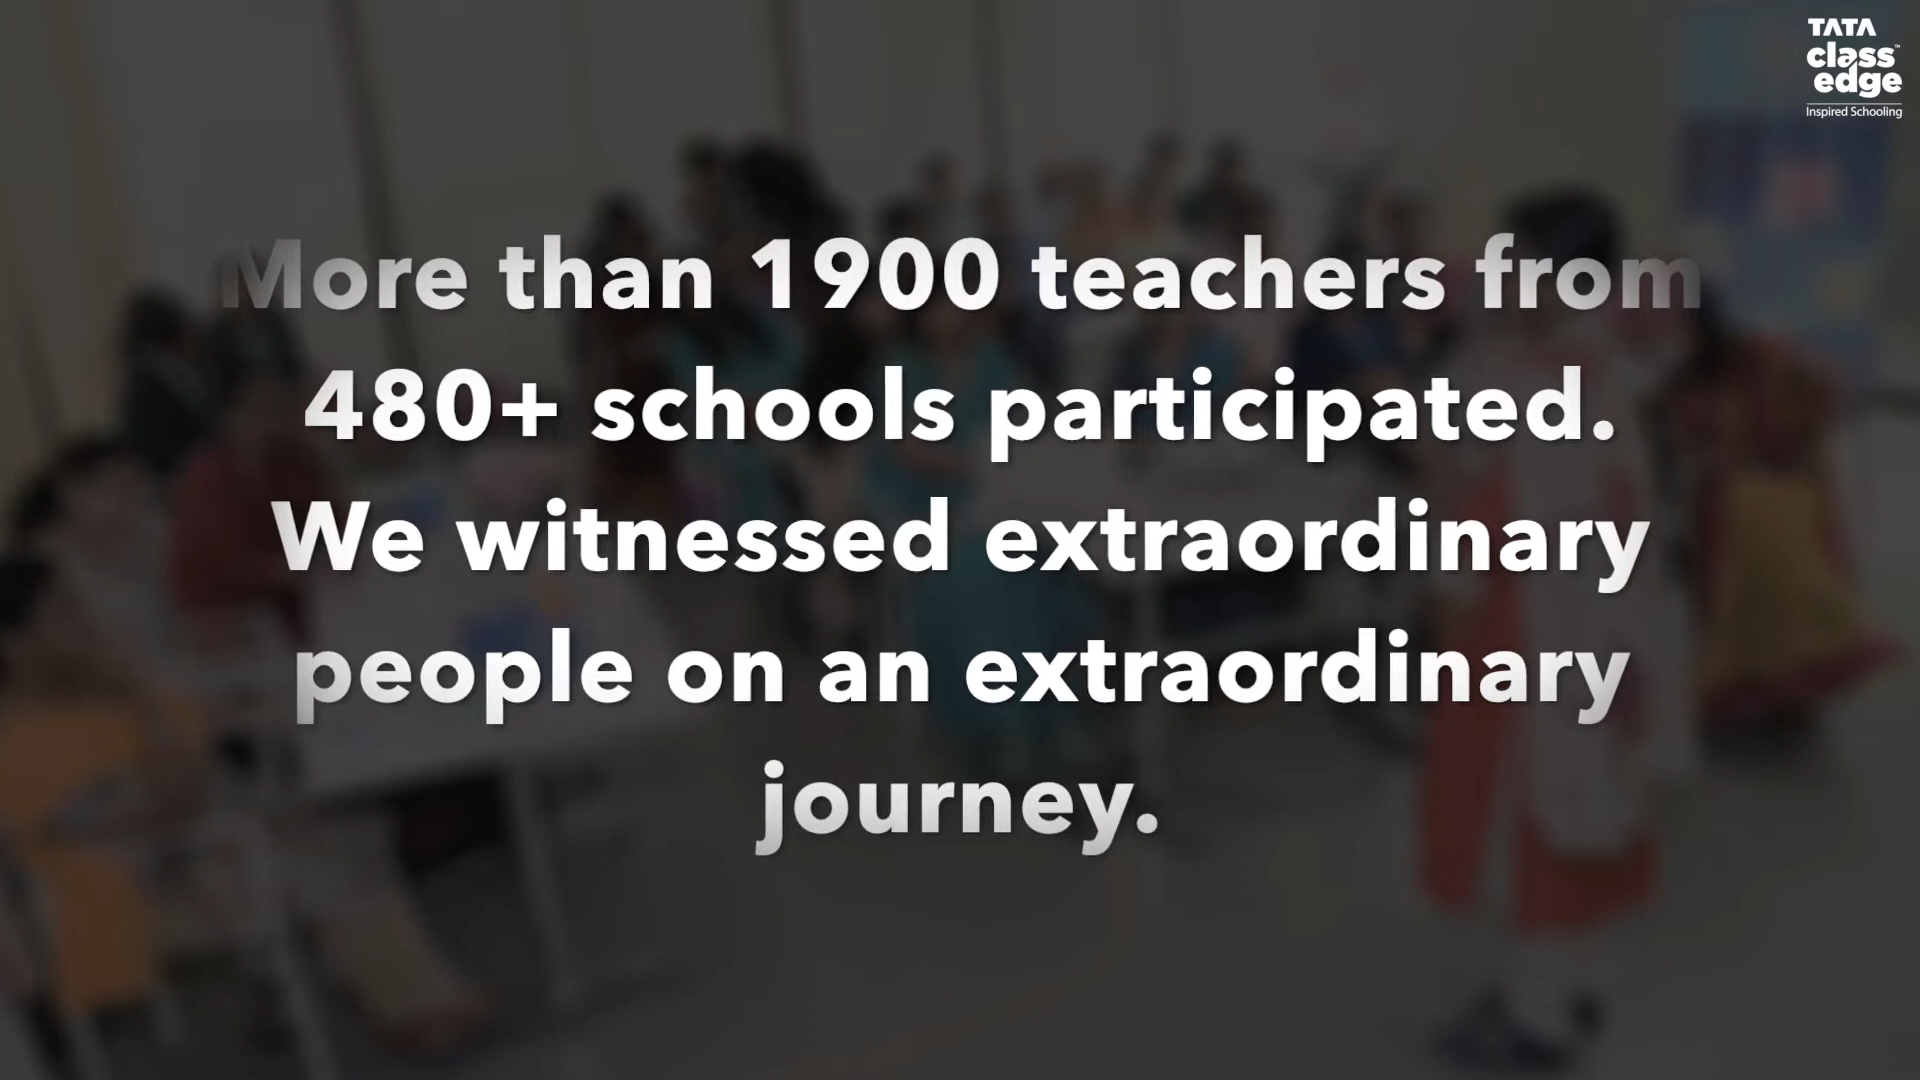 TATA
class™
edge
Inspired Schooling
More than 1900 teachers from
480+ schools participated.
We witnessed extraordinary
people on an extraordinary
journey.